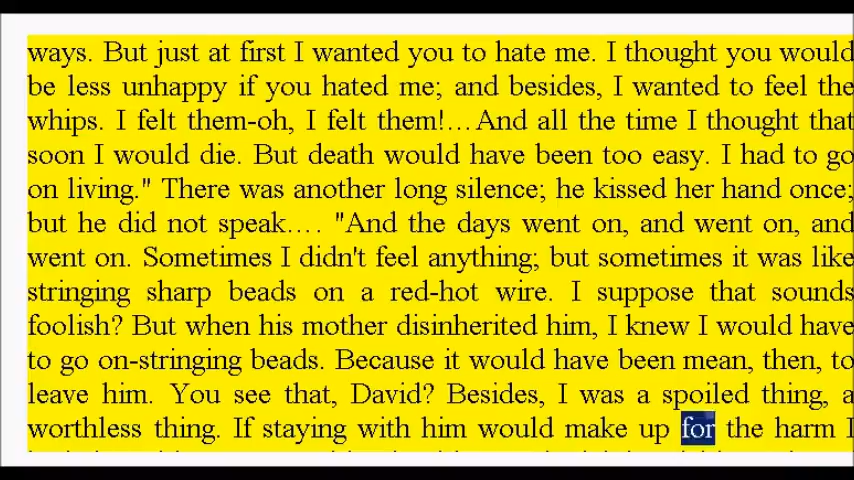 ways. But just at first I wanted you to hate me. I thought you would
be less unhappy if you hated me; and besides, I wanted to feel the
whips. I felt them-oh, I felt them!…And all the time I thought that
soon I would die. But death would have been too easy. I had to go
on living." There was another long silence; he kissed her hand once;
but he did not speak…. "And the days went on, and went on, and
went on. Sometimes I didn't feel anything; but sometimes it was like
stringing sharp beads on a red-hot wire. I suppose that sounds
foolish? But when his mother disinherited him, I knew I would have
to go on-stringing beads. Because it would have been mean, then, to
leave him. You see that, David? Besides, I was a spoiled thing, a
worthless thing. If staying with him would make up for the harm I